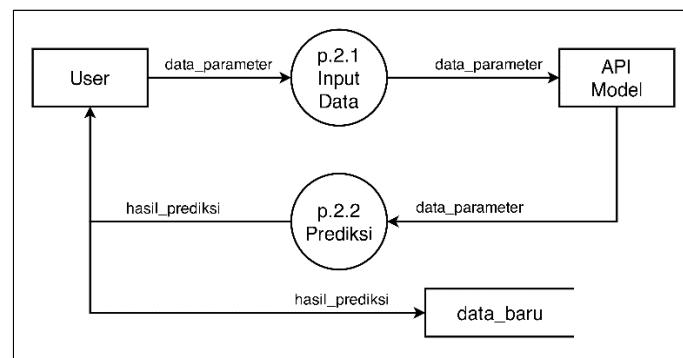 User
data_parameter
p.2.1
Input
Data
data_parameter
API
Model
hasil_prediksi
p.2.2
Prediksi
data_parameter
hasil_prediksi
data_baru